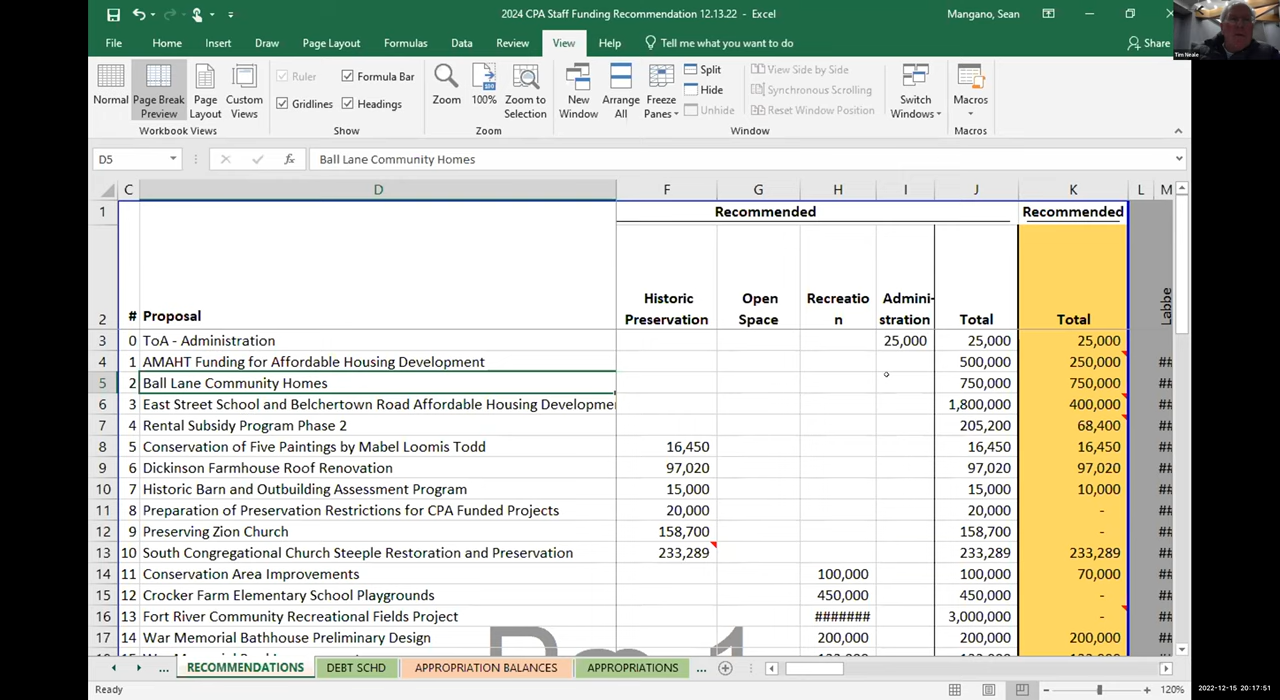 2024 CPA Staff Funding Recommendation 12.13.22 - Excel
Mangano, Sean
Tim Neale
File Home Insert Draw Page Layout Formulas Data Review View Help Tell me what you want to do Share
Normal Page Break Preview Page Layout Custom Views
Ruler Formula Bar
Gridlines Headings
Zoom 100% Zoom to Selection
New Window Arrange All Freeze Panes
Split View Side by Side
Hide Synchronous Scrolling
Unhide Reset Window Position
Switch Windows Macros
Workbook Views Show Zoom Window Macros
D5 fx Ball Lane Community Homes
C D F G H I J K L M
1 Recommended Recommended
2 # Proposal Historic Preservation Open Space Recreatio n Admini- stration Total Total Labbe
3 0 ToA - Administration 25,000 25,000 25,000
4 1 AMAHT Funding for Affordable Housing Development 500,000 250,000 ##
5 2 Ball Lane Community Homes 750,000 750,000 ##
6 3 East Street School and Belchertown Road Affordable Housing Developme 1,800,000 400,000 ##
7 4 Rental Subsidy Program Phase 2 205,200 68,400 ##
8 5 Conservation of Five Paintings by Mabel Loomis Todd 16,450 16,450 16,450 ##
9 6 Dickinson Farmhouse Roof Renovation 97,020 97,020 97,020 ##
10 7 Historic Barn and Outbuilding Assessment Program 15,000 15,000 10,000 ##
11 8 Preparation of Preservation Restrictions for CPA Funded Projects 20,000 20,000 - ##
12 9 Preserving Zion Church 158,700 158,700 - ##
13 10 South Congregational Church Steeple Restoration and Preservation 233,289 233,289 233,289 ##
14 11 Conservation Area Improvements 100,000 100,000 70,000 ##
15 12 Crocker Farm Elementary School Playgrounds 450,000 450,000 - ##
16 13 Fort River Community Recreational Fields Project ####### 3,000,000 - ##
17 14 War Memorial Bathhouse Preliminary Design 200,000 200,000 200,000 ##
... RECOMMENDATIONS DEBT SCHD APPROPRIATION BALANCES APPROPRIATIONS ...
Ready 120%
2022-12-15 20:17:51